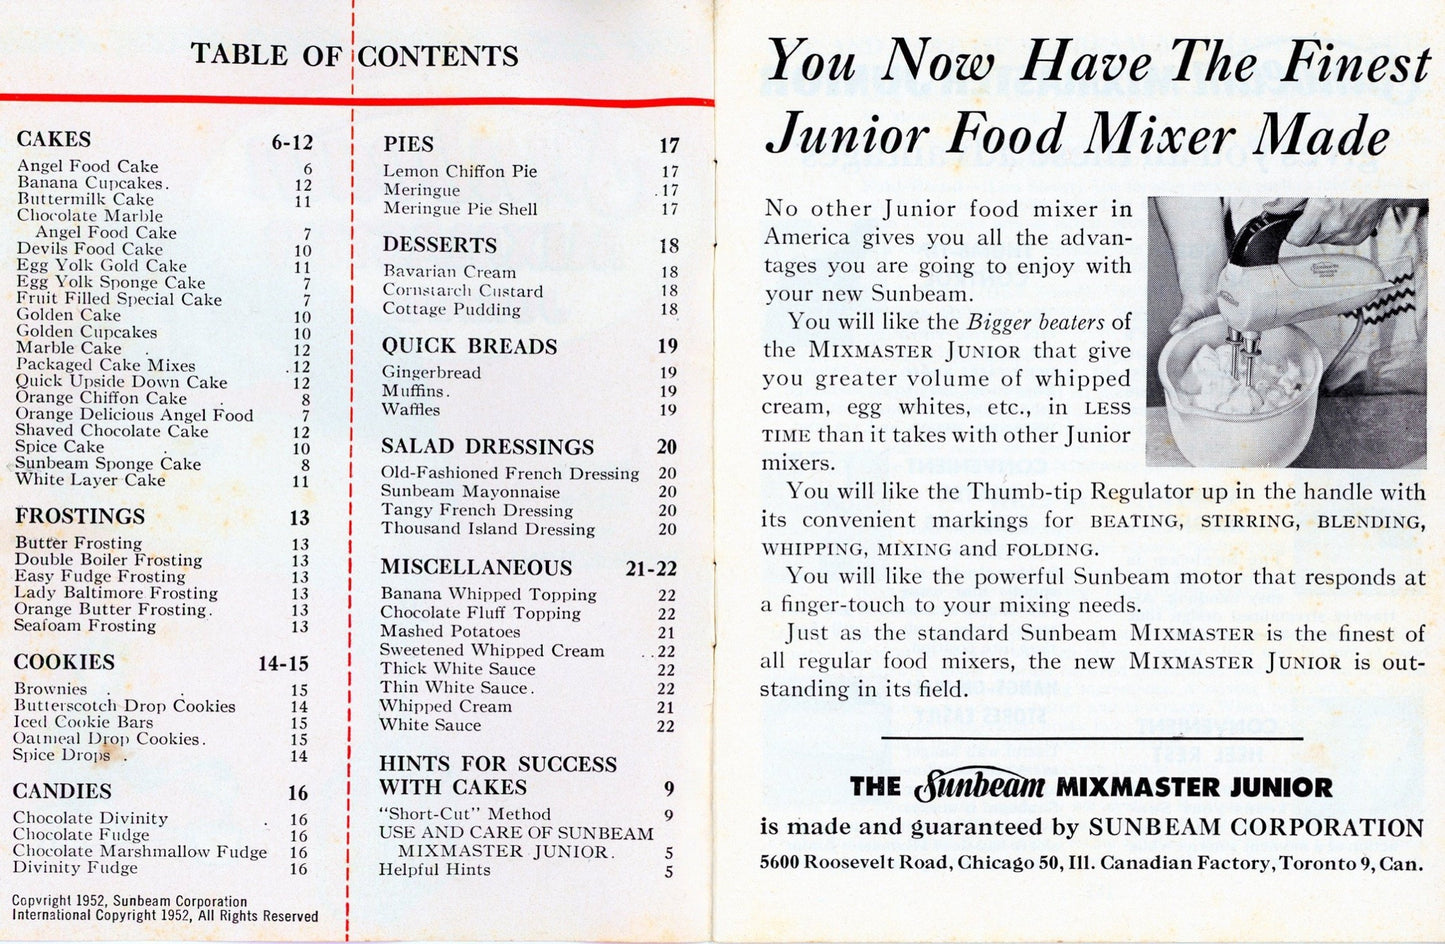 TABLE OF CONTENTS
CAKES 6-12
Angel Food Cake 6
Banana Cupcakes. 12
Buttermilk Cake 11
Chocolate Marble
Angel Food Cake 7
Devils Food Cake 10
Egg Yolk Gold Cake 11
Egg Yolk Sponge Cake 7
Fruit Filled Special Cake 7
Golden Cake 10
Golden Cupcakes 10
Marble Cake . 12
Packaged Cake Mixes .12
Quick Upside Down Cake 12
Orange Chiffon Cake . 8
Orange Delicious Angel Food 7
Shaved Chocolate Cake 12
Spice Cake . 10
Sunbeam Sponge Cake 8
White Layer Cake 11
FROSTINGS 13
Butter Frosting 13
Double Boiler Frosting 13
Easy Fudge Frosting 13
Lady Baltimore Frosting 13
Orange Butter Frosting. 13
Seafoam Frosting 13
COOKIES 14-15
Brownies . . 15
Butterscotch Drop Cookies 14
Iced Cookie Bars 15
Oatmeal Drop Cookies. 15
Spice Drops . 14
CANDIES 16
Chocolate Divinity . 16
Chocolate Fudge 16
Chocolate Marshmallow Fudge 16
Divinity Fudge 16
Copyright 1952, Sunbeam Corporation
International Copyright 1952, All Rights Reserved
PIES 17
Lemon Chiffon Pie 17
Meringue .17
Meringue Pie Shell 17
DESSERTS 18
Bavarian Cream 18
Cornstarch Custard 18
Cottage Pudding 18
QUICK BREADS 19
Gingerbread 19
Muffins. 19
Waffles 19
SALAD DRESSINGS 20
Old-Fashioned French Dressing 20
Sunbeam Mayonnaise 20
Tangy French Dressing 20
Thousand Island Dressing 20
MISCELLANEOUS 21-22
Banana Whipped Topping 22
Chocolate Fluff Topping 22
Mashed Potatoes 21
Sweetened Whipped Cream ..22
Thick White Sauce 22
Thin White Sauce. 22
Whipped Cream 21
White Sauce 22
HINTS FOR SUCCESS
WITH CAKES 9
"Short-Cut" Method 9
USE AND CARE OF SUNBEAM
MIXMASTER JUNIOR. 5
Helpful Hints 5
You Now Have The Finest
Junior Food Mixer Made
No other Junior food mixer in
America gives you all the advan-
tages you are going to enjoy with
your new Sunbeam.
You will like the Bigger beaters of
the MIXMASTER JUNIOR that give
you greater volume of whipped
cream, egg whites, etc., in LESS
TIME than it takes with other Junior
mixers.
You will like the Thumb-tip Regulator up in the handle with
its convenient markings for BEATING, STIRRING, BLENDING,
WHIPPING, MIXING and FOLDING.
You will like the powerful Sunbeam motor that responds at
a finger-touch to your mixing needs.
Just as the standard Sunbeam MIXMASTER is the finest of
all regular food mixers, the new MIXMASTER JUNIOR is out-
standing in its field.
THE Sunbeam MIXMASTER JUNIOR
is made and guaranteed by SUNBEAM CORPORATION
5600 Roosevelt Road, Chicago 50, Ill. Canadian Factory, Toronto 9, Can.